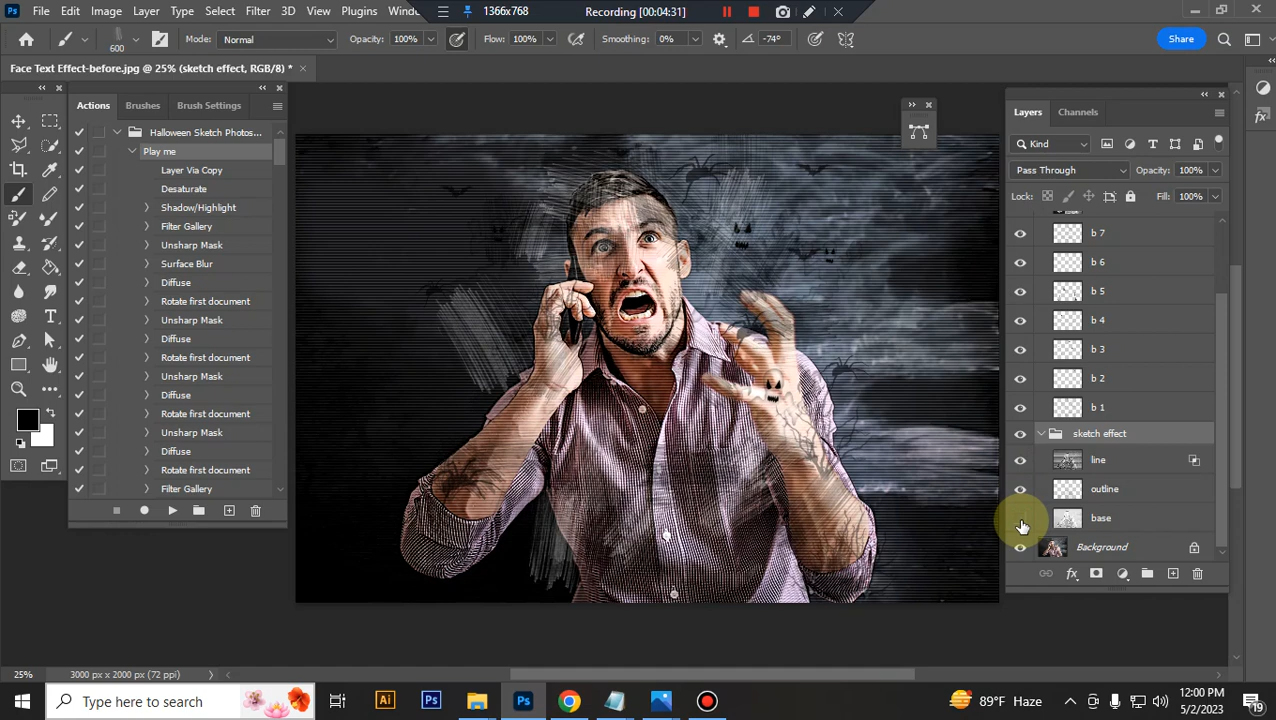 File Edit Image Layer Type Select Filter 3D View Plugins Windo
1366x768 Recording [00:04:31]
600 Mode: Normal Opacity: 100% Flow: 100% Smoothing: 0% -74° Share
Face Text Effect-before.jpg @ 25% (sketch effect, RGB/8) *
Actions Brushes Brush Settings
Halloween Sketch Photos...
Play me
Layer Via Copy
Desaturate
Shadow/Highlight
Filter Gallery
Unsharp Mask
Surface Blur
Diffuse
Rotate first document
Unsharp Mask
Diffuse
Rotate first document
Unsharp Mask
Diffuse
Rotate first document
Unsharp Mask
Diffuse
Rotate first document
Filter Gallery
Layers Channels
Kind
Pass Through Opacity: 100%
Lock: Fill: 100%
b 7
b 6
b 5
b 4
b 3
b 2
b 1
sketch effect
line
outline
base
Background
25% 3000 px x 2000 px (72 ppi)
Type here to search
89°F Haze
12:00 PM
5/2/2023
19